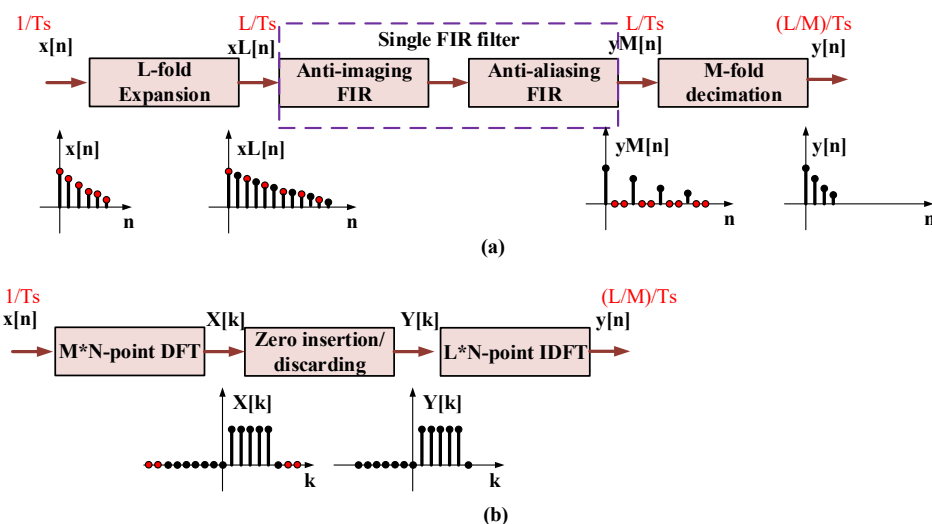 1/Ts L/Ts L/Ts (L/M)/Ts
x[n] xL[n] Single FIR filter yM[n] y[n]
L-fold Expansion
Anti-imaging FIR
Anti-aliasing FIR
M-fold decimation
x[n] xL[n] yM[n] y[n]
n n n n
(a)
1/Ts (L/M)/Ts
x[n] X[k] Y[k] y[n]
M*N-point DFT
Zero insertion/
discarding
L*N-point IDFT
X[k] Y[k]
k k
(b)